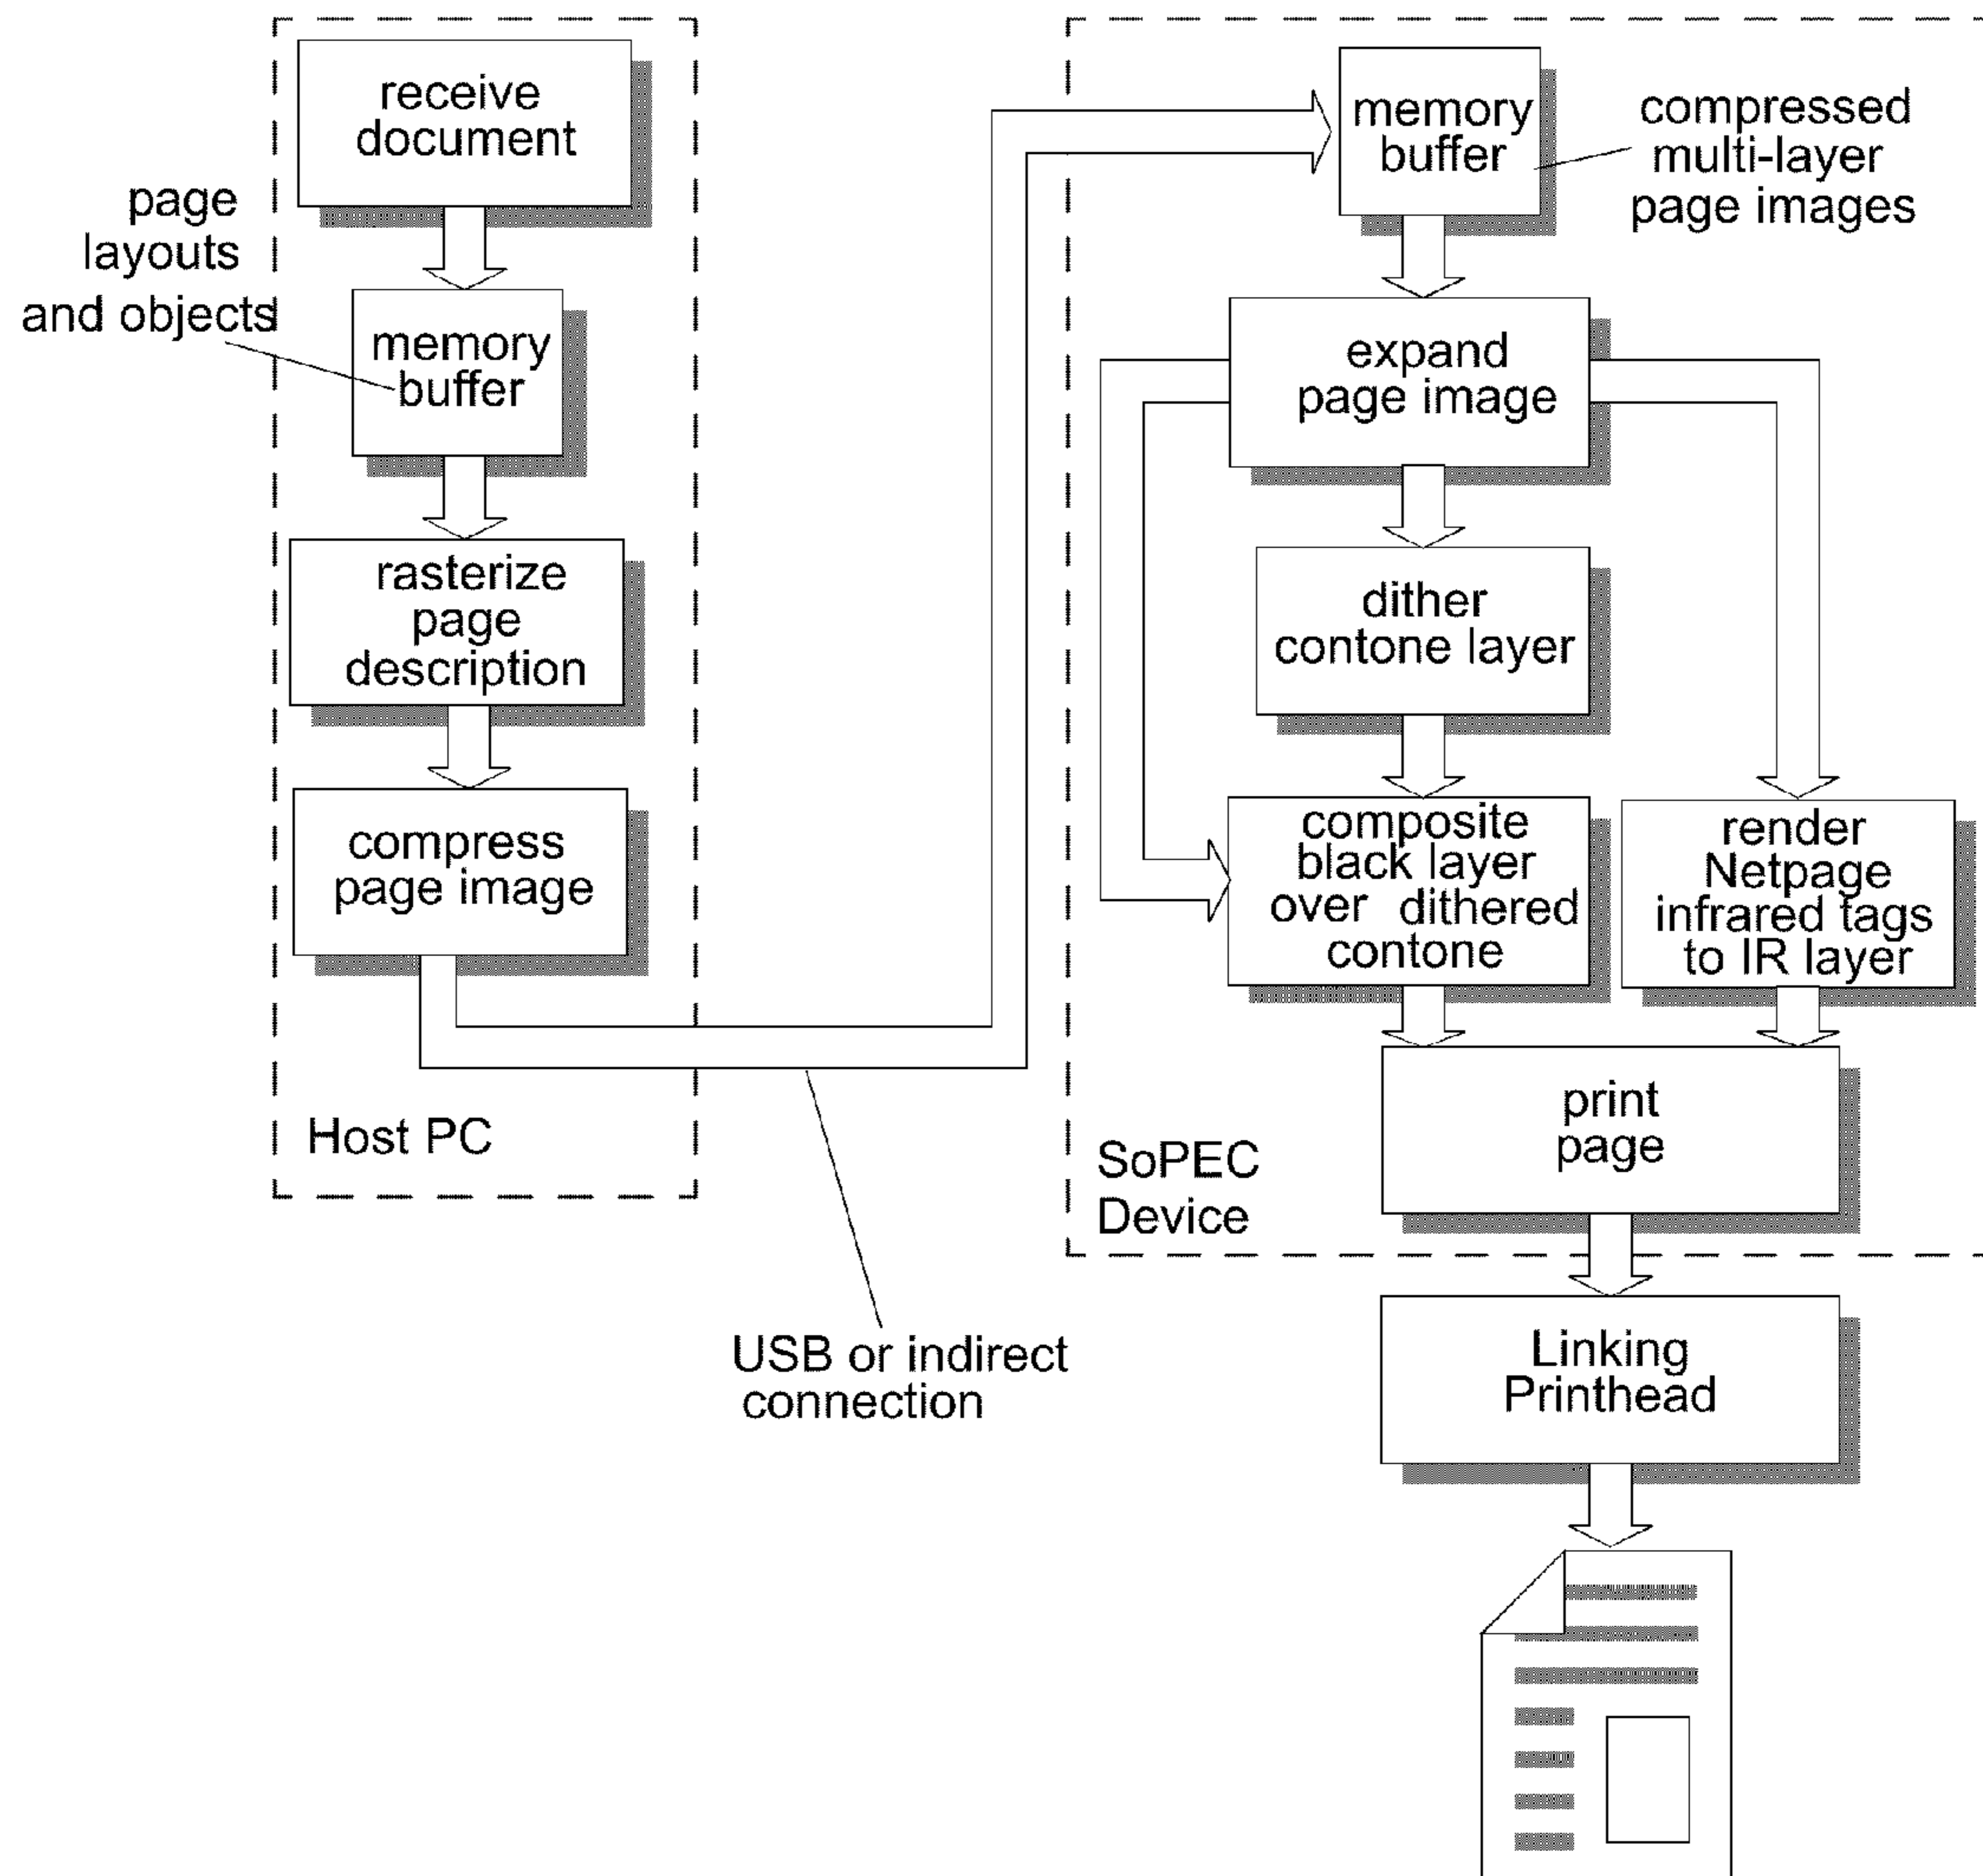 receive
document
page
layouts
and objects
memory
buffer
rasterize
page
description
compress
page image
Host PC
USB or indirect
connection
memory
buffer
compressed
multi-layer
page images
expand
page image
dither
contone layer
composite
black layer
over dithered
contone
render
Netpage
infrared tags
to IR layer
print
page
SoPEC
Device
Linking
Printhead